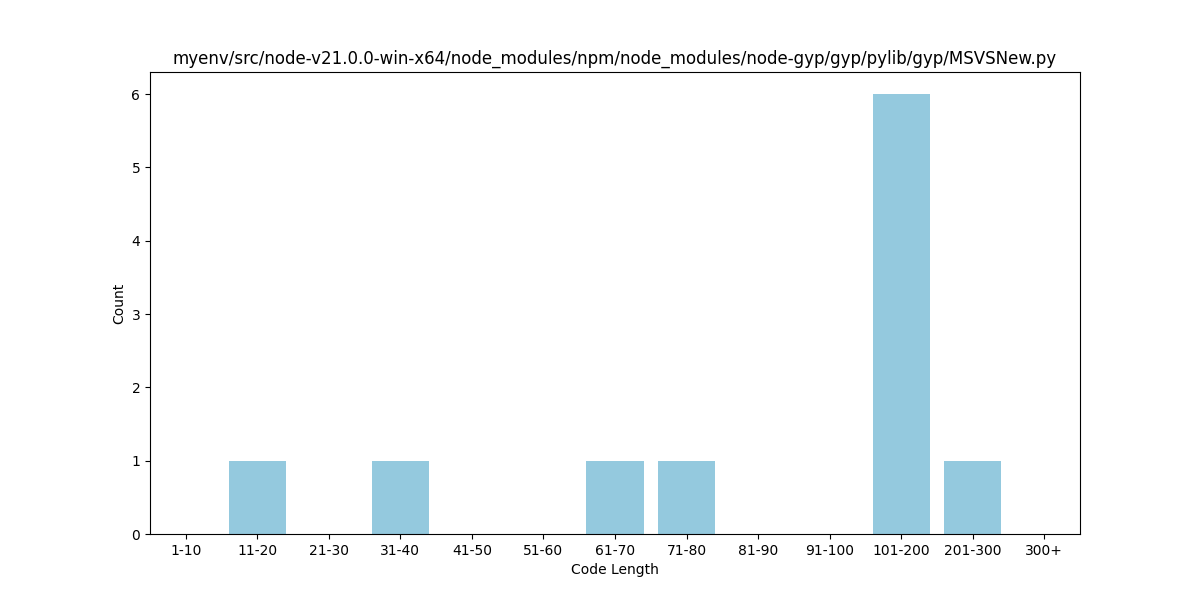 myenv/src/node-v21.0.0-win-x64/node_modules/npm/node_modules/node-gyp/gyp/pylib/gyp/MSVSNew.py
6
5
4
3
2
1
0
Count
1-10 11-20 21-30 31-40 41-50 51-60 61-70 71-80 81-90 91-100 101-200 201-300 300+
Code Length